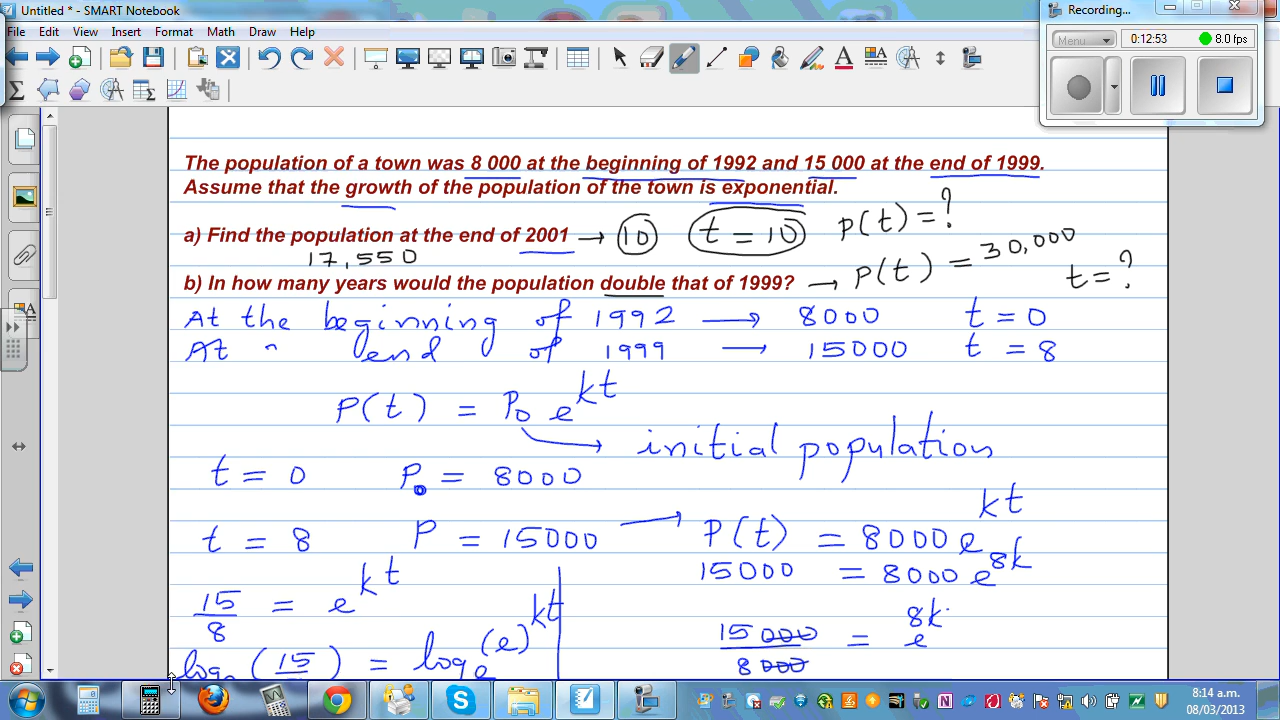 Untitled * - SMART Notebook
File Edit View Insert Format Math Draw Help
Recording...
Menu 0:12:53 8.0 fps
The population of a town was 8 000 at the beginning of 1992 and 15 000 at the end of 1999.
Assume that the growth of the population of the town is exponential.
a) Find the population at the end of 2001 → 10 t = 10 P(t) = ?
17,550
b) In how many years would the population double that of 1999? → P(t) = 30,000 t = ?
At the beginning of 1992 → 8000 t = 0
At " end of 1999 → 15000 t = 8
P(t) = P₀ e^kt
initial population
t = 0 P₀ = 8000
t = 8 P = 15000 → P(t) = 8000 e^kt
15000 = 8000 e^8k
15/8 = e^kt
15000/8000 = e^8k
logₑ (15 ) = logₑ (e)^kt
8:14 a.m.
08/03/2013